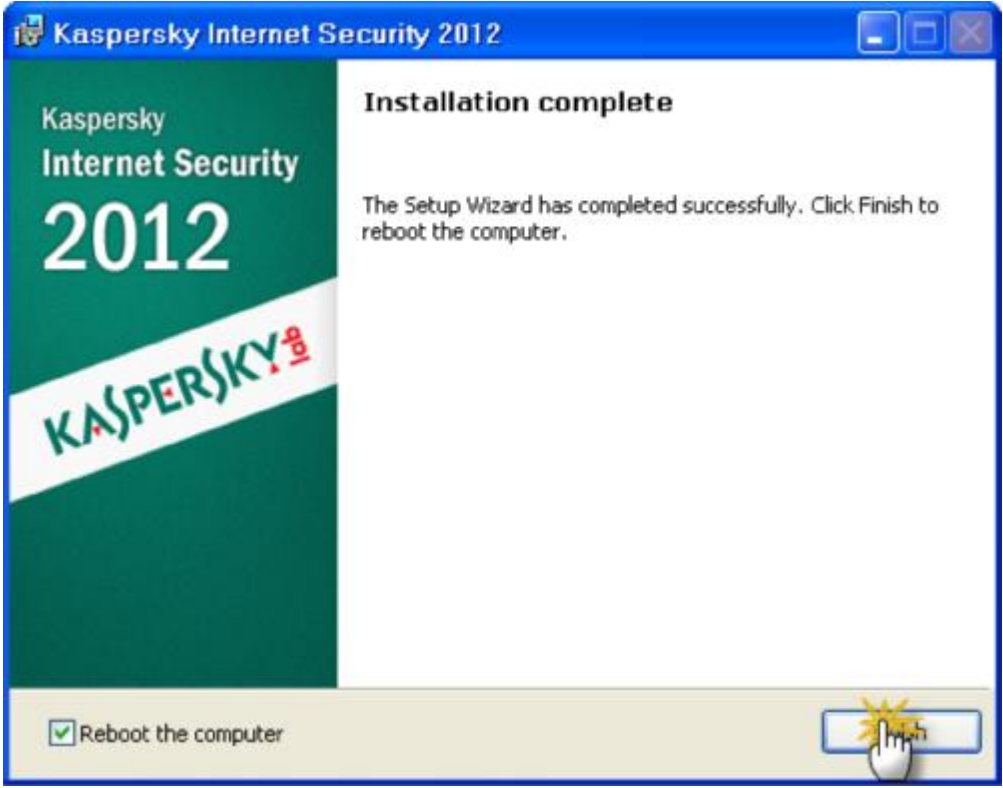 Kaspersky Internet Security 2012
Kaspersky
Internet Security
2012
KASPERSKY lab
Installation complete
The Setup Wizard has completed successfully. Click Finish to
reboot the computer.
Reboot the computer